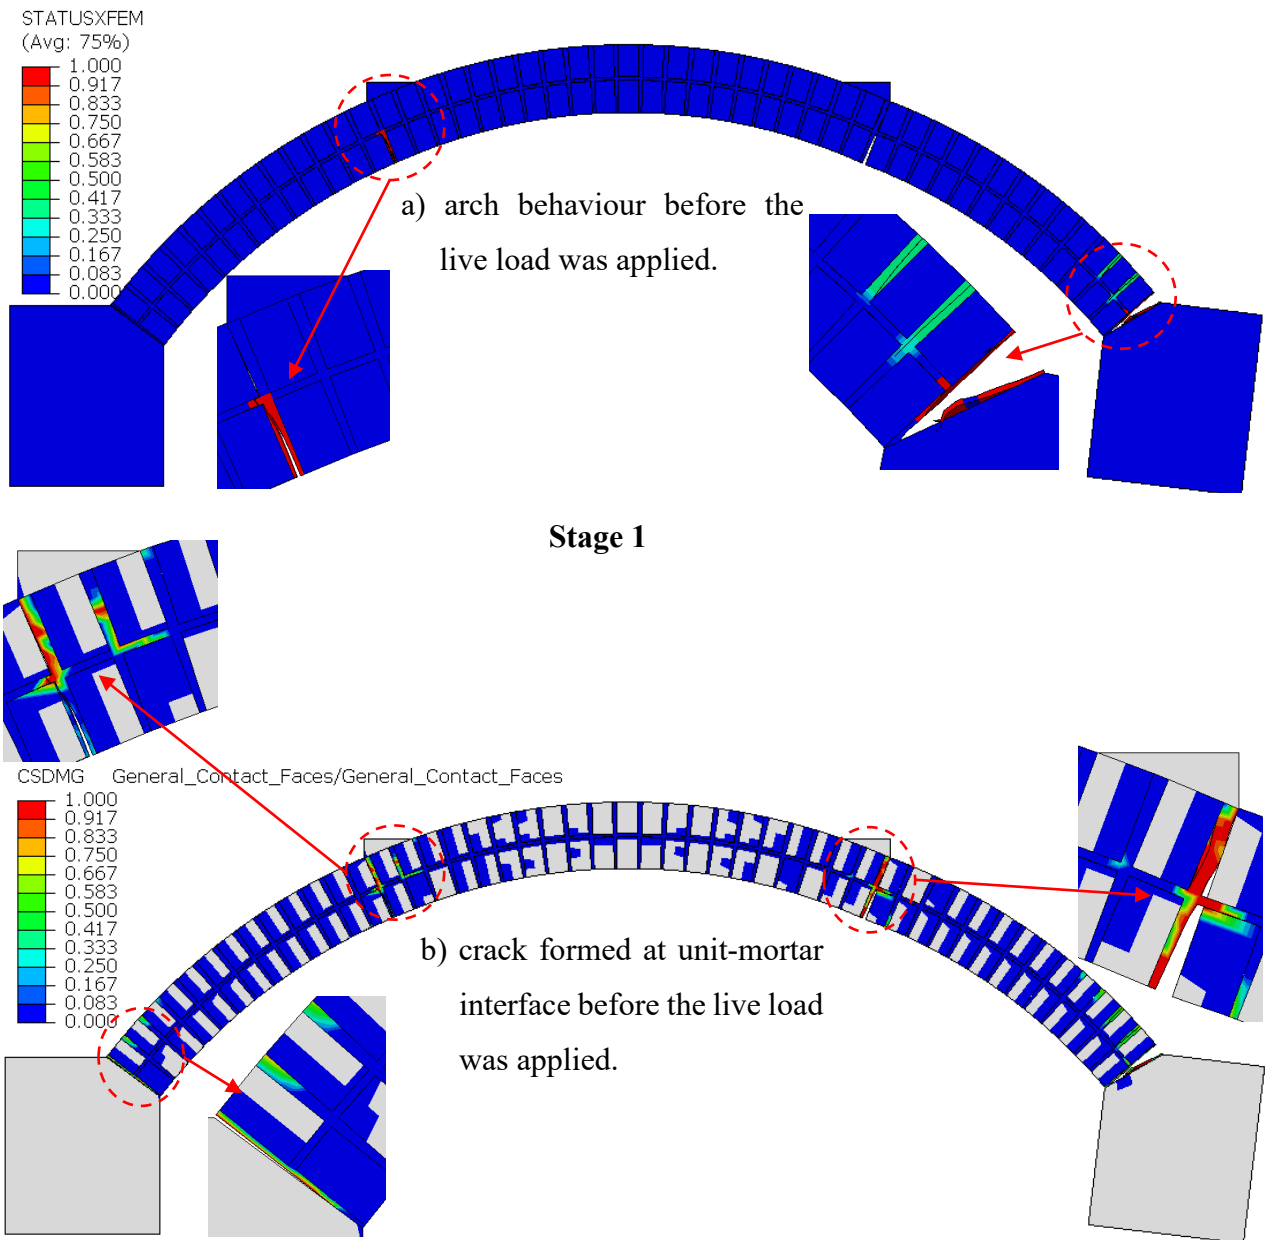 STATUSXFEM
(Avg: 75%)
1.000
0.917
0.833
0.750
0.667
0.583
0.500
0.417
0.333
0.250
0.167
0.083
0.000
a) arch behaviour before the
live load was applied.
Stage 1
CSDMG General_Contact_Faces/General_Contact_Faces
1.000
0.917
0.833
0.750
0.667
0.583
0.500
0.417
0.333
0.250
0.167
0.083
0.000
b) crack formed at unit-mortar
interface before the live load
was applied.